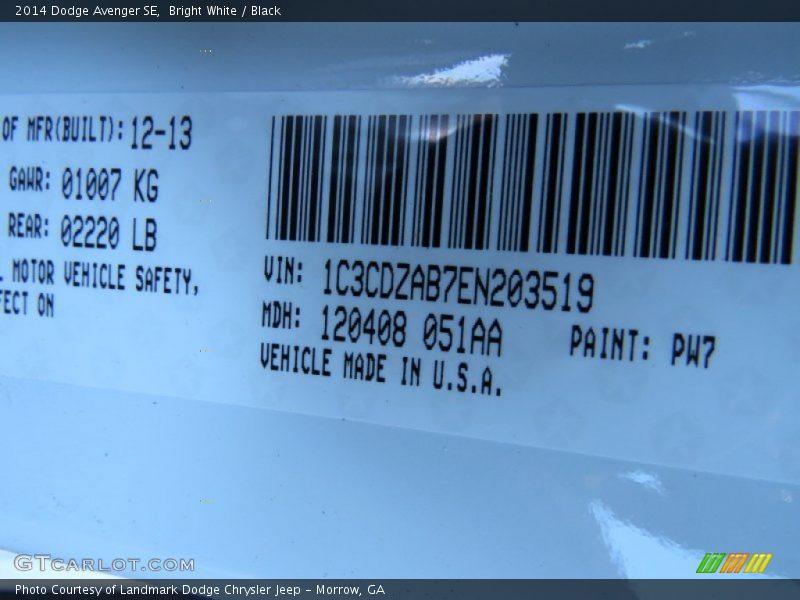 2014 Dodge Avenger SE,  Bright White / Black
OF MFR(BUILT): 12-13
GAWR: 01007 KG
REAR: 02220 LB
L MOTOR VEHICLE SAFETY,
FECT ON
VIN: 1C3CDZAB7EN203519
MDH: 120408 051AA PAINT: PW7
VEHICLE MADE IN U.S.A.
GTCARLOT.COM
Photo Courtesy of Landmark Dodge Chrysler Jeep – Morrow, GA